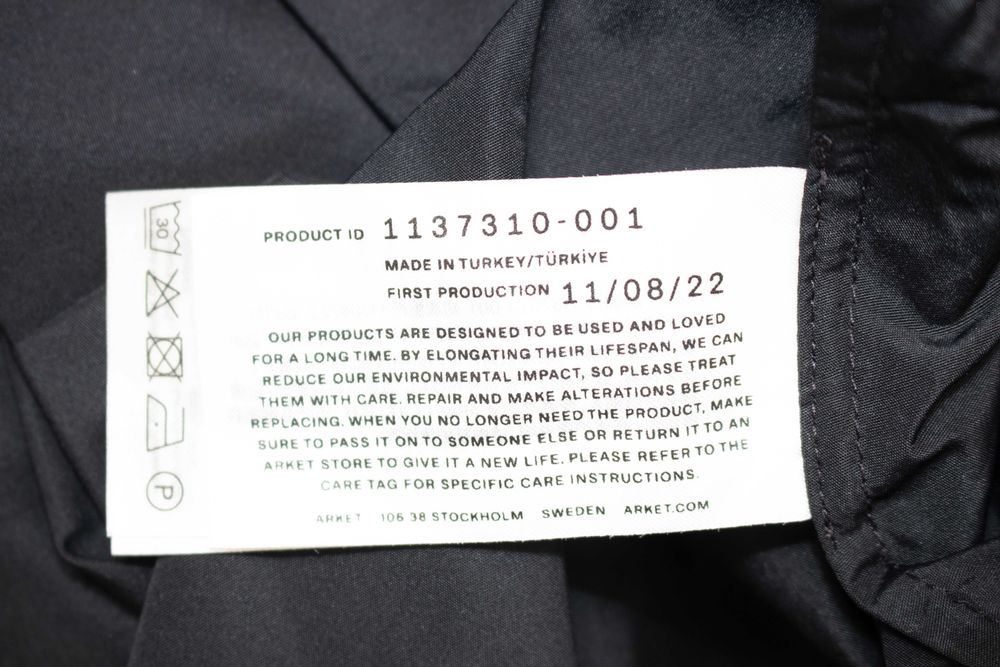 PRODUCT ID 1137310-001
MADE IN TURKEY/TÜRKİYE
FIRST PRODUCTION 11/08/22
OUR PRODUCTS ARE DESIGNED TO BE USED AND LOVED
FOR A LONG TIME. BY ELONGATING THEIR LIFESPAN, WE CAN
REDUCE OUR ENVIRONMENTAL IMPACT, SO PLEASE TREAT
THEM WITH CARE. REPAIR AND MAKE ALTERATIONS BEFORE
REPLACING. WHEN YOU NO LONGER NEED THE PRODUCT, MAKE
SURE TO PASS IT ON TO SOMEONE ELSE OR RETURN IT TO AN
ARKET STORE TO GIVE IT A NEW LIFE. PLEASE REFER TO THE
CARE TAG FOR SPECIFIC CARE INSTRUCTIONS.
ARKET 106 38 STOCKHOLM SWEDEN ARKET.COM
30
P